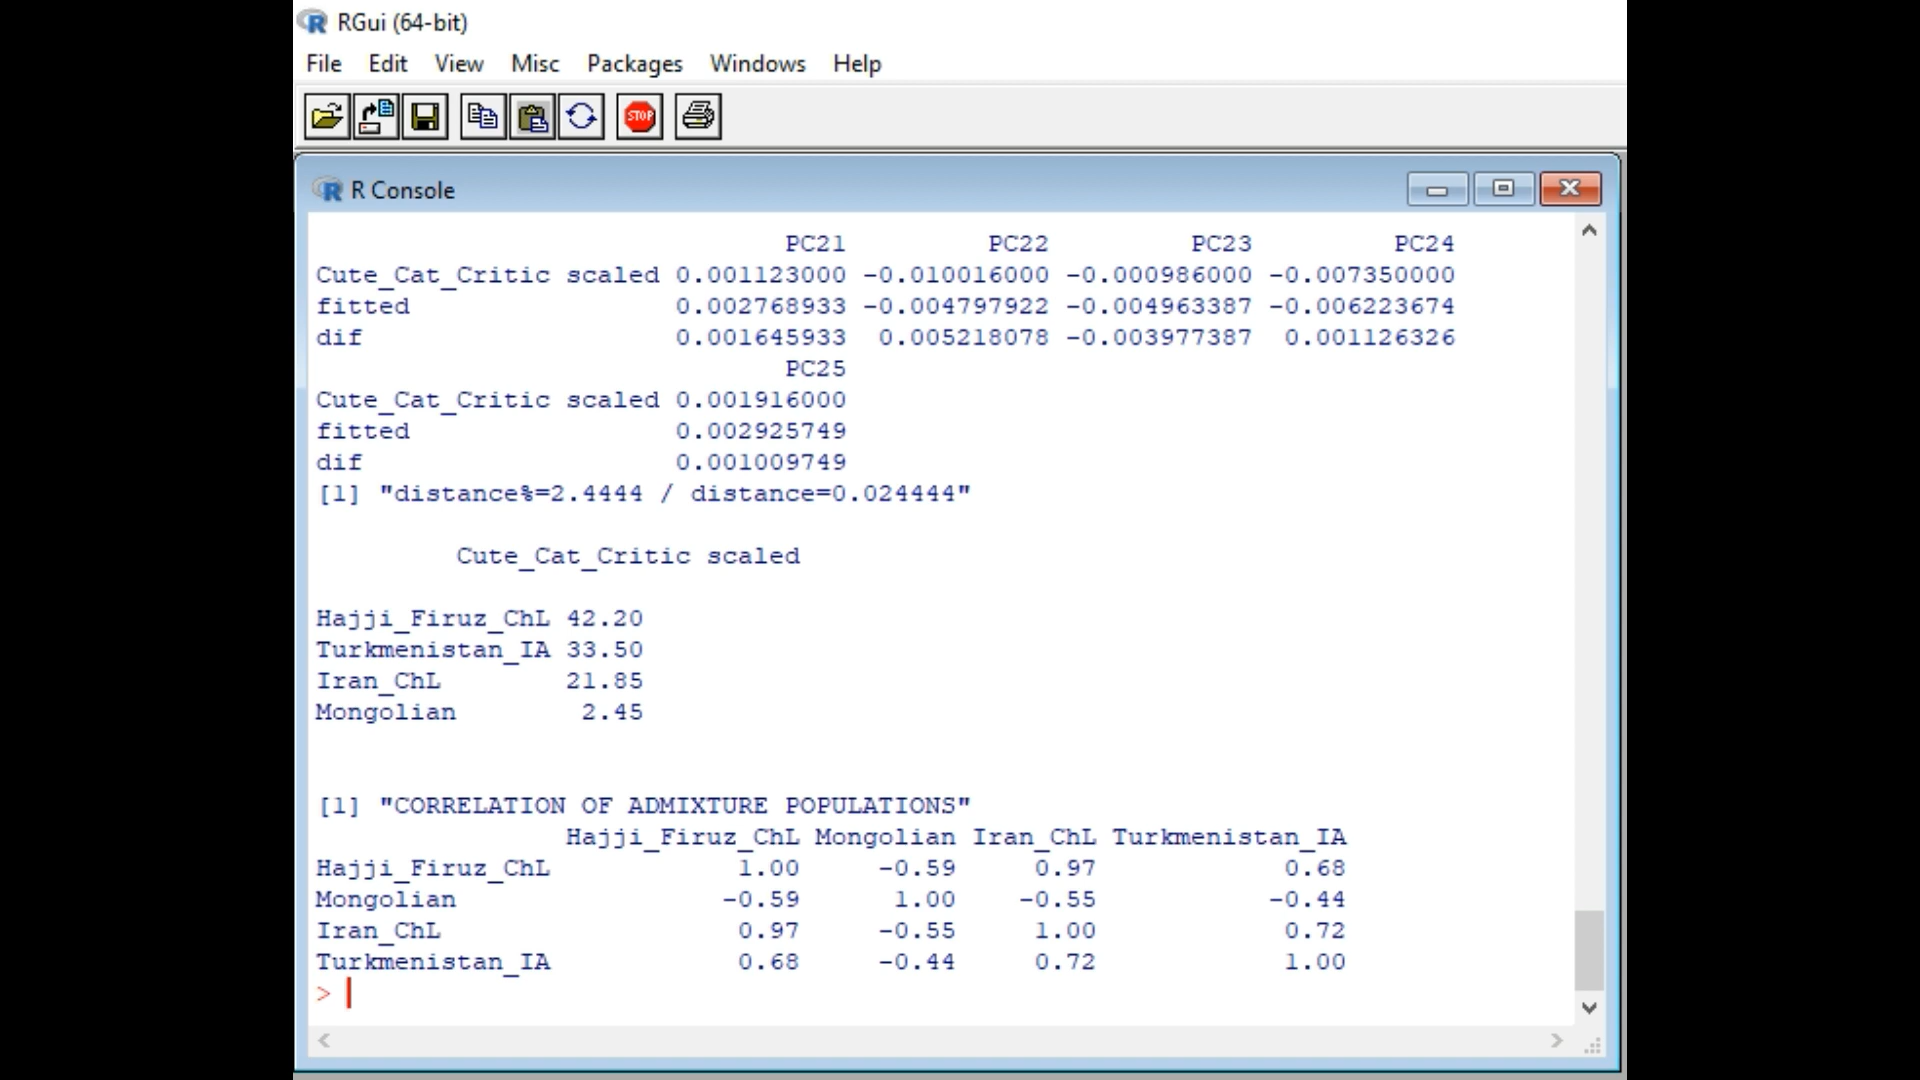 RGui (64-bit)
File Edit View Misc Packages Windows Help
STOP
R Console
PC21 PC22 PC23 PC24
Cute_Cat_Critic scaled 0.001123000 -0.010016000 -0.000986000 -0.007350000
fitted 0.002768933 -0.004797922 -0.004963387 -0.006223674
dif 0.001645933 0.005218078 -0.003977387 0.001126326
PC25
Cute_Cat_Critic scaled 0.001916000
fitted 0.002925749
dif 0.001009749
[1] "distance%=2.4444 / distance=0.024444"
Cute_Cat_Critic scaled
Hajji_Firuz_ChL 42.20
Turkmenistan_IA 33.50
Iran_ChL 21.85
Mongolian 2.45
[1] "CORRELATION OF ADMIXTURE POPULATIONS"
Hajji_Firuz_ChL Mongolian Iran_ChL Turkmenistan_IA
Hajji_Firuz_ChL 1.00 -0.59 0.97 0.68
Mongolian -0.59 1.00 -0.55 -0.44
Iran_ChL 0.97 -0.55 1.00 0.72
Turkmenistan_IA 0.68 -0.44 0.72 1.00
>